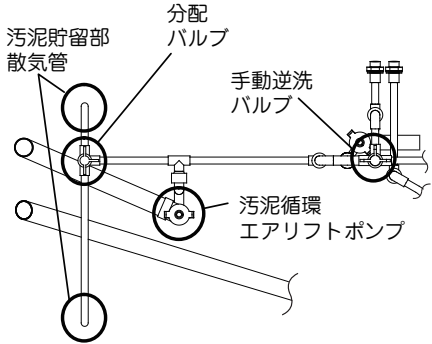 分配
バルブ
汚泥貯留部
散気管
手動逆洗
バルブ
汚泥循環
エアリフトポンプ